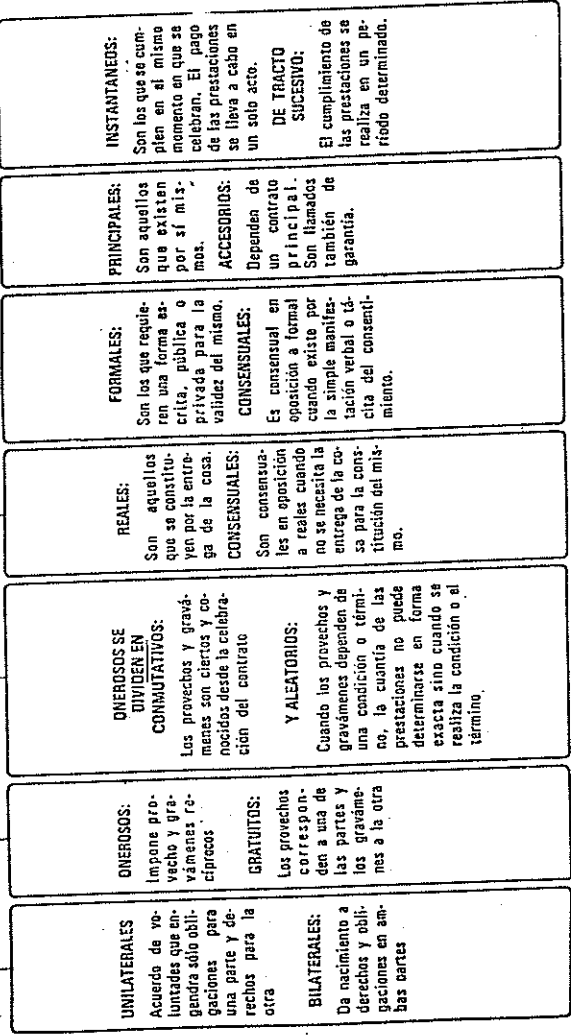 UNILATERALES
Acuerdo de vo-
luntades que en-
gendra sólo obli-
gaciones para
una parte y de-
rechos para la
otra
BILATERALES:
Da nacimiento a
derechos y obli-
gaciones en am-
bas partes
ONEROSOS:
Impone pro-
vecho y gra-
vámenes re-
cíprocos
GRATUITOS:
Los provechos
correspon-
den a una de
las partes y
los graváme-
nes a la otra
ONEROSOS SE
DIVIDEN EN
CONMUTATIVOS:
Los provechos y gravá-
menes son ciertos y co-
nocidos desde la celebra-
ción del contrato
Y ALEATORIOS:
Cuando los provechos y
gravámenes dependen de
una condición o térmi-
no, la cuantía de las
prestaciones no puede
determinarse en forma
exacta sino cuando se
realiza la condición o el
término
REALES:
Son aquellos
que se constitu-
yen por la entre-
ga de la cosa.
CONSENSUALES:
Son consensua-
les en oposición
a reales cuando
no se necesita la
entrega de la co-
sa para la cons-
titución del mis-
mo.
FORMALES:
Son los que requie-
ren una forma es-
crita, pública o
privada para la
validez del mismo.
CONSENSUALES:
Es consensual en
oposición a formal
cuando existe por
la simple manifes-
tación verbal o tá-
cita del consenti-
miento.
PRINCIPALES:
Son aquellos
que existen
por sí mis-
mos.
ACCESORIOS:
Dependen de
un contrato
principal.
Son llamados
también de
garantía.
INSTANTANEOS:
Son los que se cum-
plen en el mismo
momento en que se
celebran. El pago
de las prestaciones
se lleva a cabo en
un solo acto.
DE TRACTO
SUCESIVO:
El cumplimiento de
las prestaciones se
realiza en un pe-
ríodo determinado.